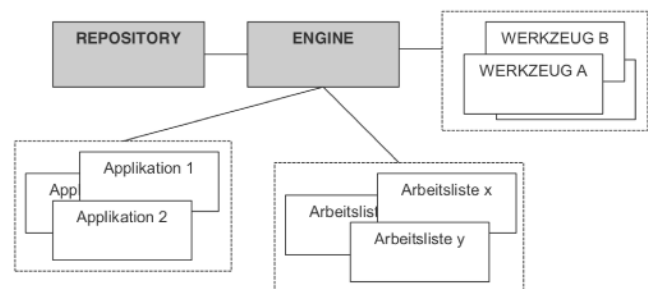 REPOSITORY
ENGINE
WERKZEUG B
WERKZEUG A
Applikation 1
Applikation 2
Arbeitsliste x
Arbeitsliste y